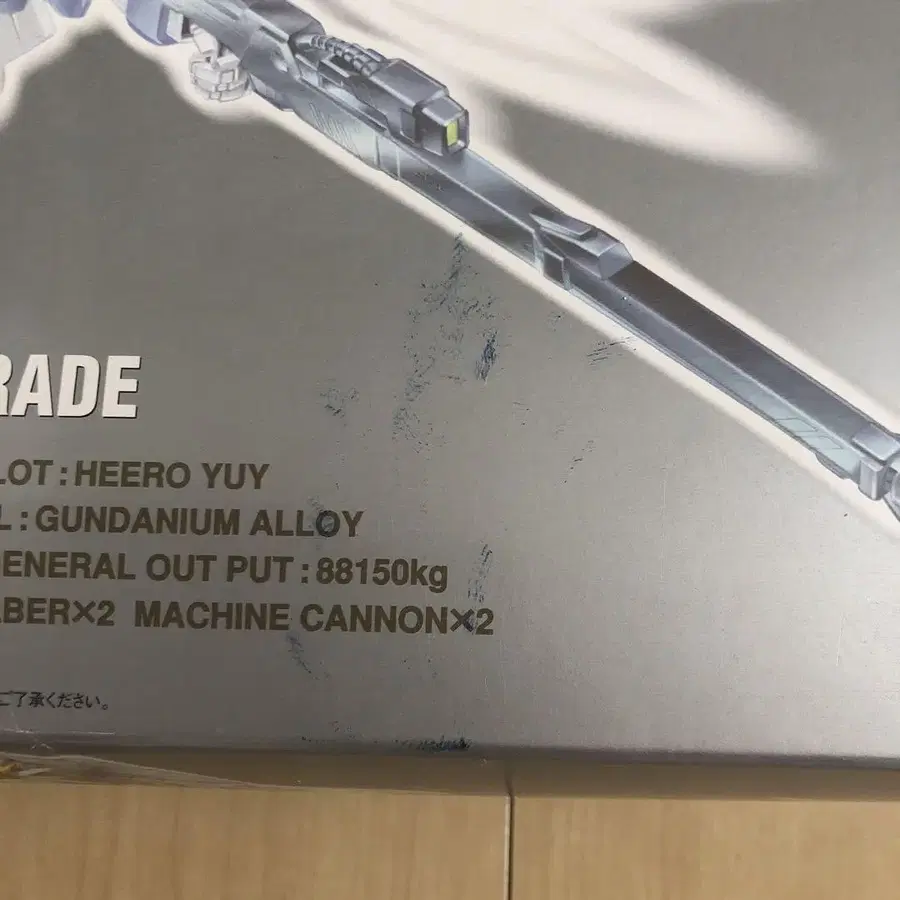 RADE
LOT : HEERO YUY
L : GUNDANIUM ALLOY
GENERAL OUT PUT : 88150kg
BER×2 MACHINE CANNON×2
ご了承ください。